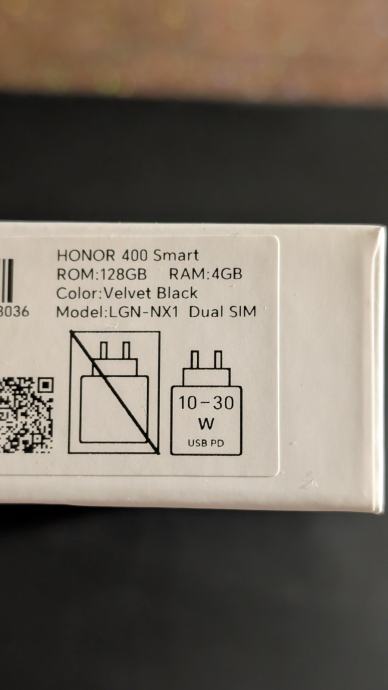 HONOR 400 Smart
ROM:128GB RAM:4GB
Color:Velvet Black
Model:LGN-NX1 Dual SIM
3036
10-30
W
USB PD